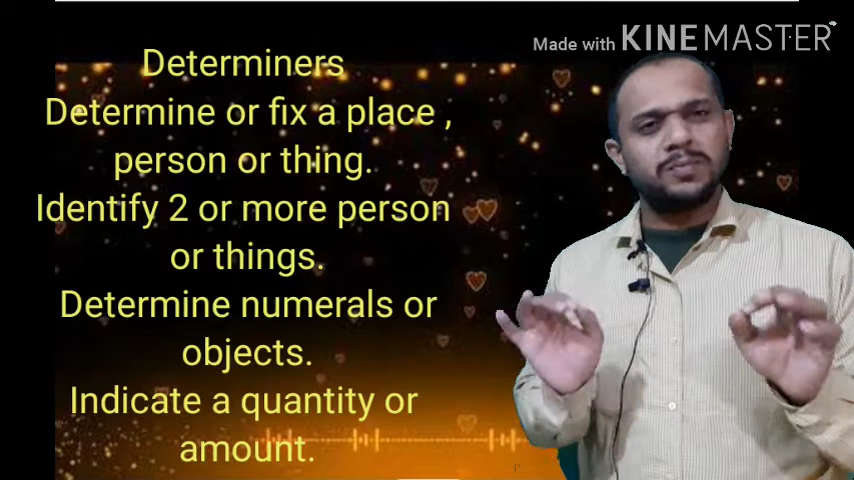 Made with KINEMASTER
Determiners
Determine or fix a place ,
person or thing.
Identify 2 or more person
or things.
Determine numerals or
objects.
Indicate a quantity or
amount.